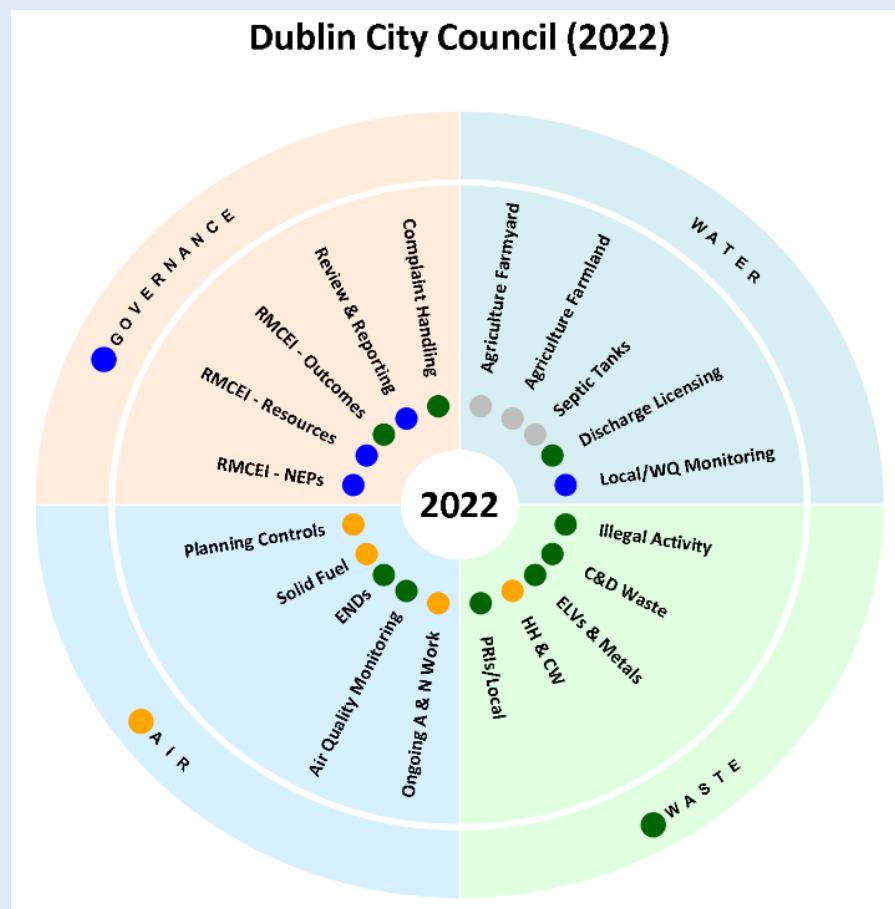 Dublin City Council (2022)
GOVERNANCE
WATER
Complaint Handling
Review & Reporting
RMCEI - Outcomes
RMCEI - Resources
RMCEI - NEPs
Agriculture Farmyard
Agriculture Farmland
Septic Tanks
Discharge Licensing
Local/WQ Monitoring
2022
Planning Controls
Solid Fuel
ENDs
Air Quality Monitoring
Ongoing A & N Work
Illegal Activity
C&D Waste
ELVs & Metals
HH & CW
PRIs/Local
AIR
WASTE